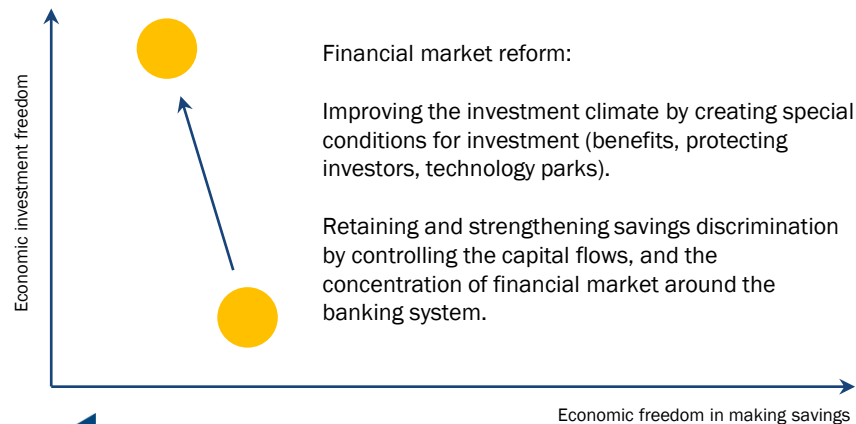 Economic investment freedom
Financial market reform:
Improving the investment climate by creating special
conditions for investment (benefits, protecting
investors, technology parks).
Retaining and strengthening savings discrimination
by controlling the capital flows, and the
concentration of financial market around the
banking system.
Economic freedom in making savings